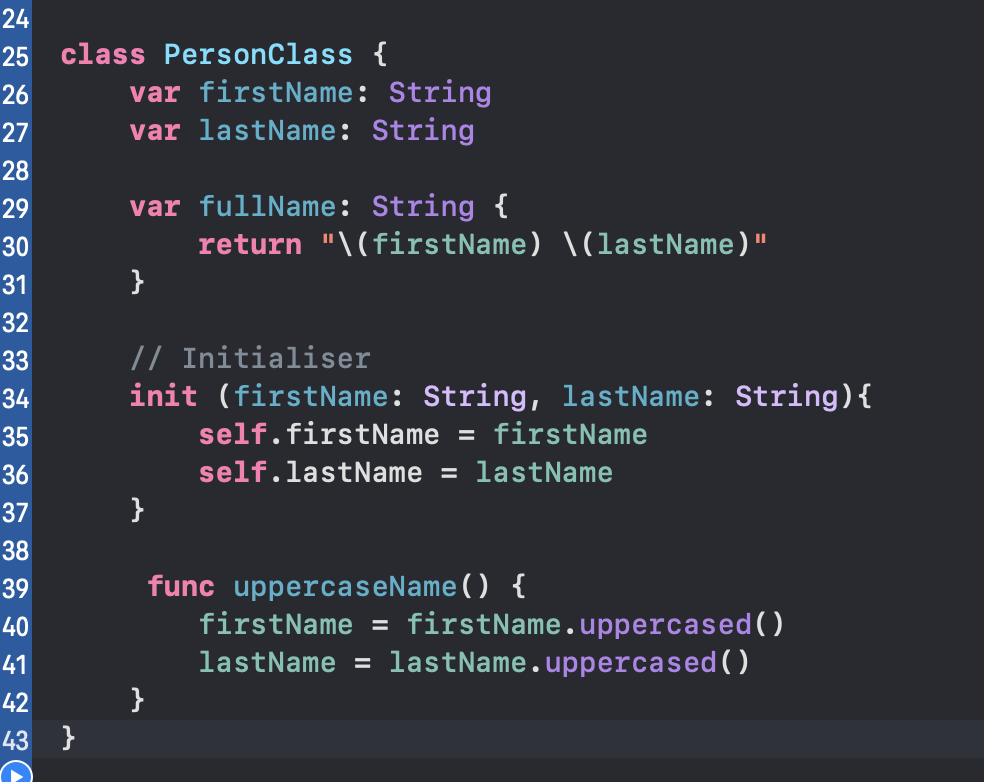 24
25 class PersonClass {
26     var firstName: String
27     var lastName: String
28
29     var fullName: String {
30         return "\(firstName) \(lastName)"
31     }
32
33     // Initialiser
34     init (firstName: String, lastName: String){
35         self.firstName = firstName
36         self.lastName = lastName
37     }
38
39      func uppercaseName() {
40         firstName = firstName.uppercased()
41         lastName = lastName.uppercased()
42     }
43 }